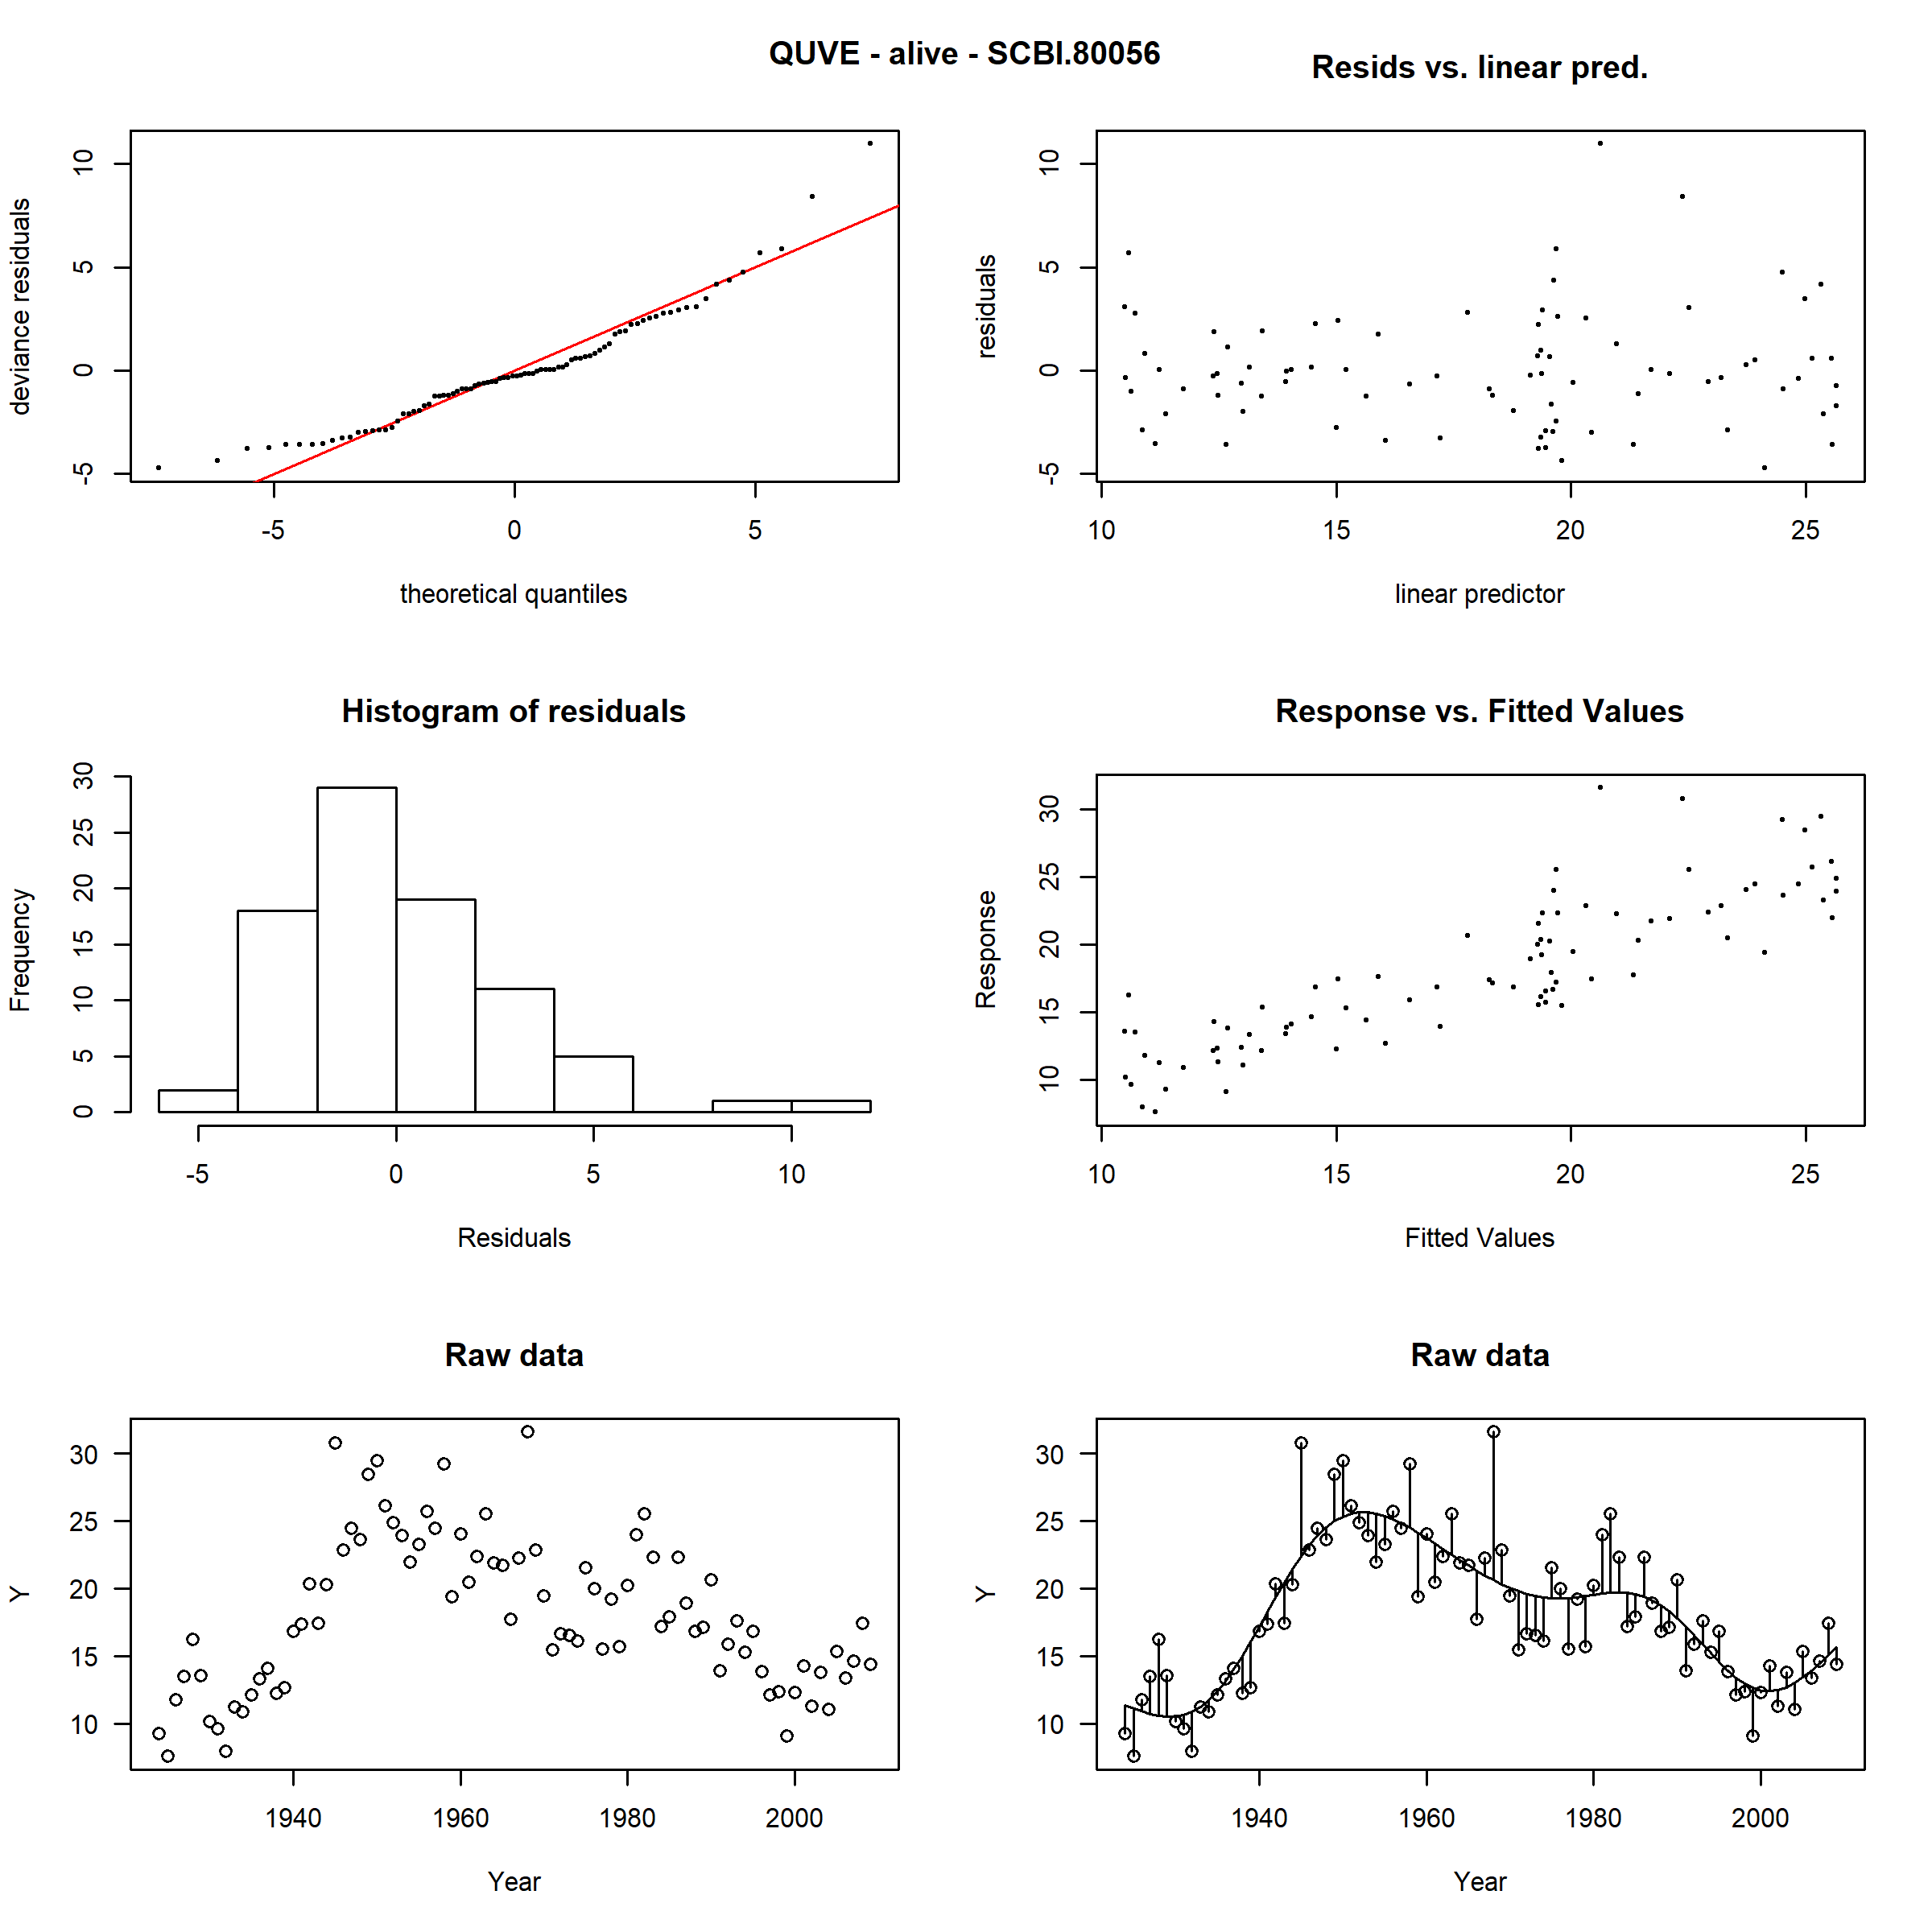 QUVE - alive - SCBI.80056
Resids vs. linear pred.
deviance residuals
-5 0 5 10
-5 0 5
theoretical quantiles
residuals
-5 0 5 10
10 15 20 25
linear predictor
Histogram of residuals
Frequency
0 5 10 15 20 25 30
-5 0 5 10
Residuals
Response vs. Fitted Values
Response
10 15 20 25 30
10 15 20 25
Fitted Values
Raw data
Y
30
25
20
15
10
1940 1960 1980 2000
Year
Raw data
Y
30
25
20
15
10
1940 1960 1980 2000
Year